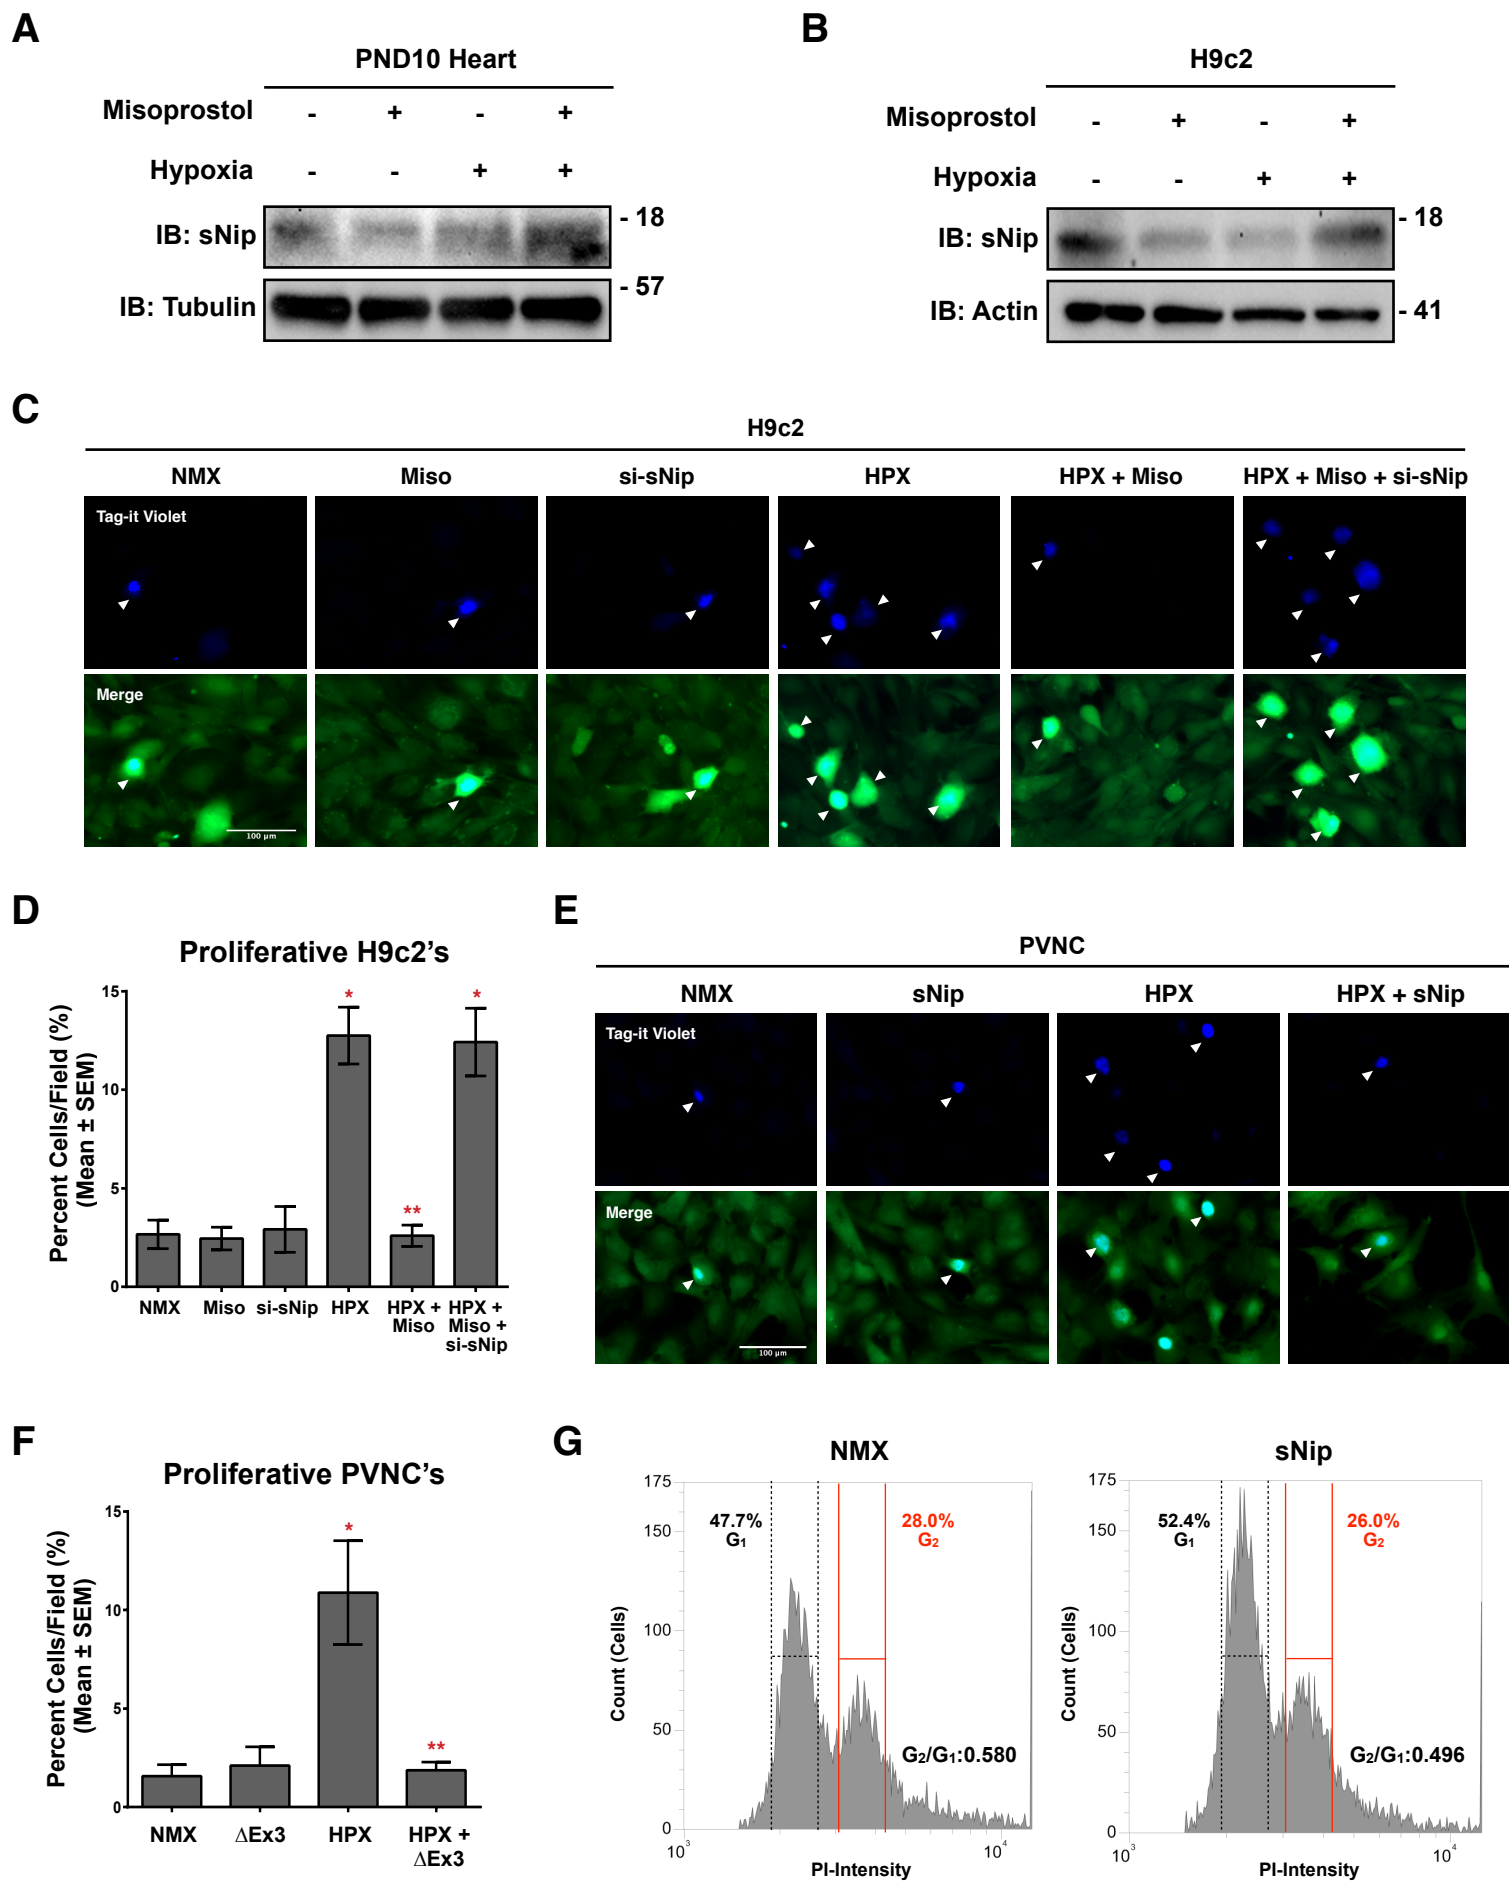 A
PND10 Heart
Misoprostol - + - +
Hypoxia - - + +
IB: sNip
- 18
IB: Tubulin
- 57
B
H9c2
Misoprostol - + - +
Hypoxia - - + +
IB: sNip
- 18
IB: Actin
- 41
C
H9c2
NMX Miso si-sNip HPX HPX + Miso HPX + Miso + si-sNip
Tag-it Violet
Merge
100 µm
D
Proliferative H9c2's
Percent Cells/Field (%)
(Mean ± SEM)
15
10
5
0
*
**
*
NMX Miso si-sNip HPX HPX + HPX +
Miso Miso +
si-sNip
E
PVNC
NMX sNip HPX HPX + sNip
Tag-it Violet
Merge
100 µm
F
Proliferative PVNC's
Percent Cells/Field (%)
(Mean ± SEM)
15
10
5
0
*
**
NMX ΔEx3 HPX HPX +
ΔEx3
G
NMX
Count (Cells)
175
150
100
50
0
47.7%
G₁
28.0%
G₂
G₂/G₁:0.580
10³ 10⁴
PI-Intensity
sNip
Count (Cells)
175
150
100
50
0
52.4%
G₁
26.0%
G₂
G₂/G₁:0.496
10³ 10⁴
PI-Intensity